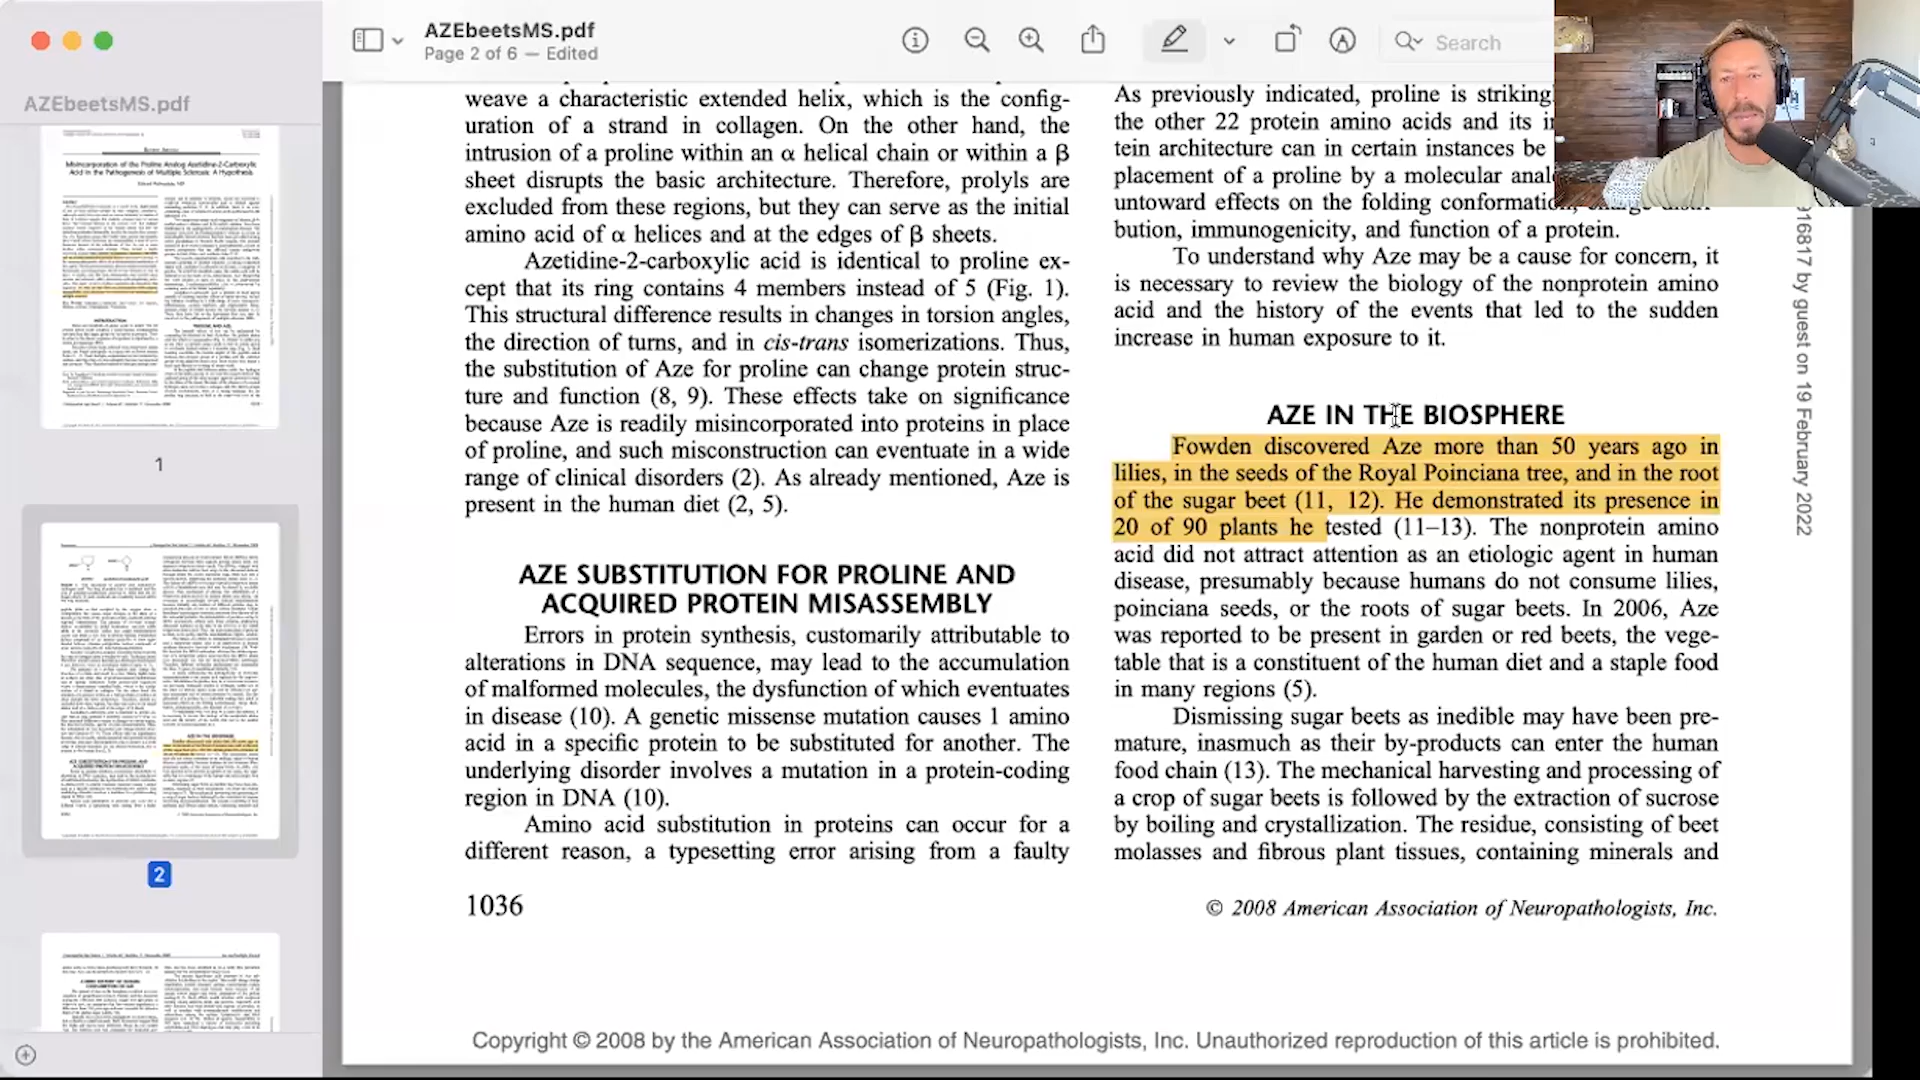 AZEbeetsMS.pdf
Page 2 of 6 — Edited
Search
AZEbeetsMS.pdf
Misincorporation of the Proline Analog Azetidine-2-Carboxylic
Acid in the Pathogenesis of Multiple Sclerosis: A Hypothesis
1
2
weave a characteristic extended helix, which is the config-
uration of a strand in collagen. On the other hand, the
intrusion of a proline within an α helical chain or within a β
sheet disrupts the basic architecture. Therefore, prolyls are
excluded from these regions, but they can serve as the initial
amino acid of α helices and at the edges of β sheets.
Azetidine-2-carboxylic acid is identical to proline ex-
cept that its ring contains 4 members instead of 5 (Fig. 1).
This structural difference results in changes in torsion angles,
the direction of turns, and in cis-trans isomerizations. Thus,
the substitution of Aze for proline can change protein struc-
ture and function (8, 9). These effects take on significance
because Aze is readily misincorporated into proteins in place
of proline, and such misconstruction can eventuate in a wide
range of clinical disorders (2). As already mentioned, Aze is
present in the human diet (2, 5).
AZE SUBSTITUTION FOR PROLINE AND
ACQUIRED PROTEIN MISASSEMBLY
Errors in protein synthesis, customarily attributable to
alterations in DNA sequence, may lead to the accumulation
of malformed molecules, the dysfunction of which eventuates
in disease (10). A genetic missense mutation causes 1 amino
acid in a specific protein to be substituted for another. The
underlying disorder involves a mutation in a protein-coding
region in DNA (10).
Amino acid substitution in proteins can occur for a
different reason, a typesetting error arising from a faulty
1036
As previously indicated, proline is
the other 22 protein amino acids and its
tein architecture can in certain instances be
placement of a proline by a molecular
untoward effects on the folding conformation,
bution, immunogenicity, and function of a protein.
To understand why Aze may be a cause for concern, it
is necessary to review the biology of the nonprotein amino
acid and the history of the events that led to the sudden
increase in human exposure to it.
AZE IN THE BIOSPHERE
Fowden discovered Aze more than 50 years ago in
lilies, in the seeds of the Royal Poinciana tree, and in the root
of the sugar beet (11, 12). He demonstrated its presence in
20 of 90 plants he tested (11–13). The nonprotein amino
acid did not attract attention as an etiologic agent in human
disease, presumably because humans do not consume lilies,
poinciana seeds, or the roots of sugar beets. In 2006, Aze
was reported to be present in garden or red beets, the vege-
table that is a constituent of the human diet and a staple food
in many regions (5).
Dismissing sugar beets as inedible may have been pre-
mature, inasmuch as their by-products can enter the human
food chain (13). The mechanical harvesting and processing of
a crop of sugar beets is followed by the extraction of sucrose
by boiling and crystallization. The residue, consisting of beet
molasses and fibrous plant tissues, containing minerals and
© 2008 American Association of Neuropathologists, Inc.
916817 by guest on 19 February 2022
Copyright © 2008 by the American Association of Neuropathologists, Inc. Unauthorized reproduction of this article is prohibited.